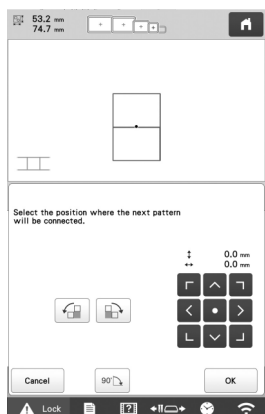 53.2 mm
74.7 mm
Select the position where the next pattern
will be connected.
↕ 0.0 mm
↔ 0.0 mm
Cancel
90°
OK
Lock